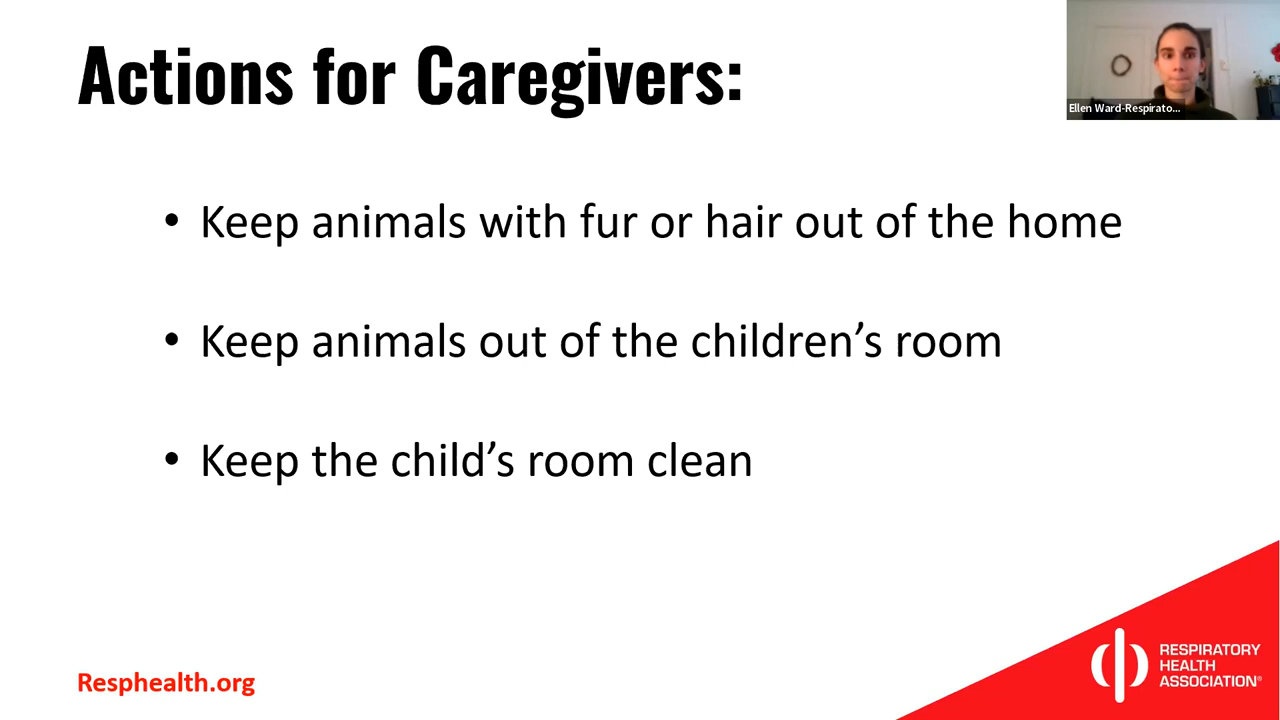 Actions for Caregivers:
Ellen Ward-Respirato...
• Keep animals with fur or hair out of the home
• Keep animals out of the children’s room
• Keep the child’s room clean
Resphealth.org
RESPIRATORY
HEALTH
ASSOCIATION®